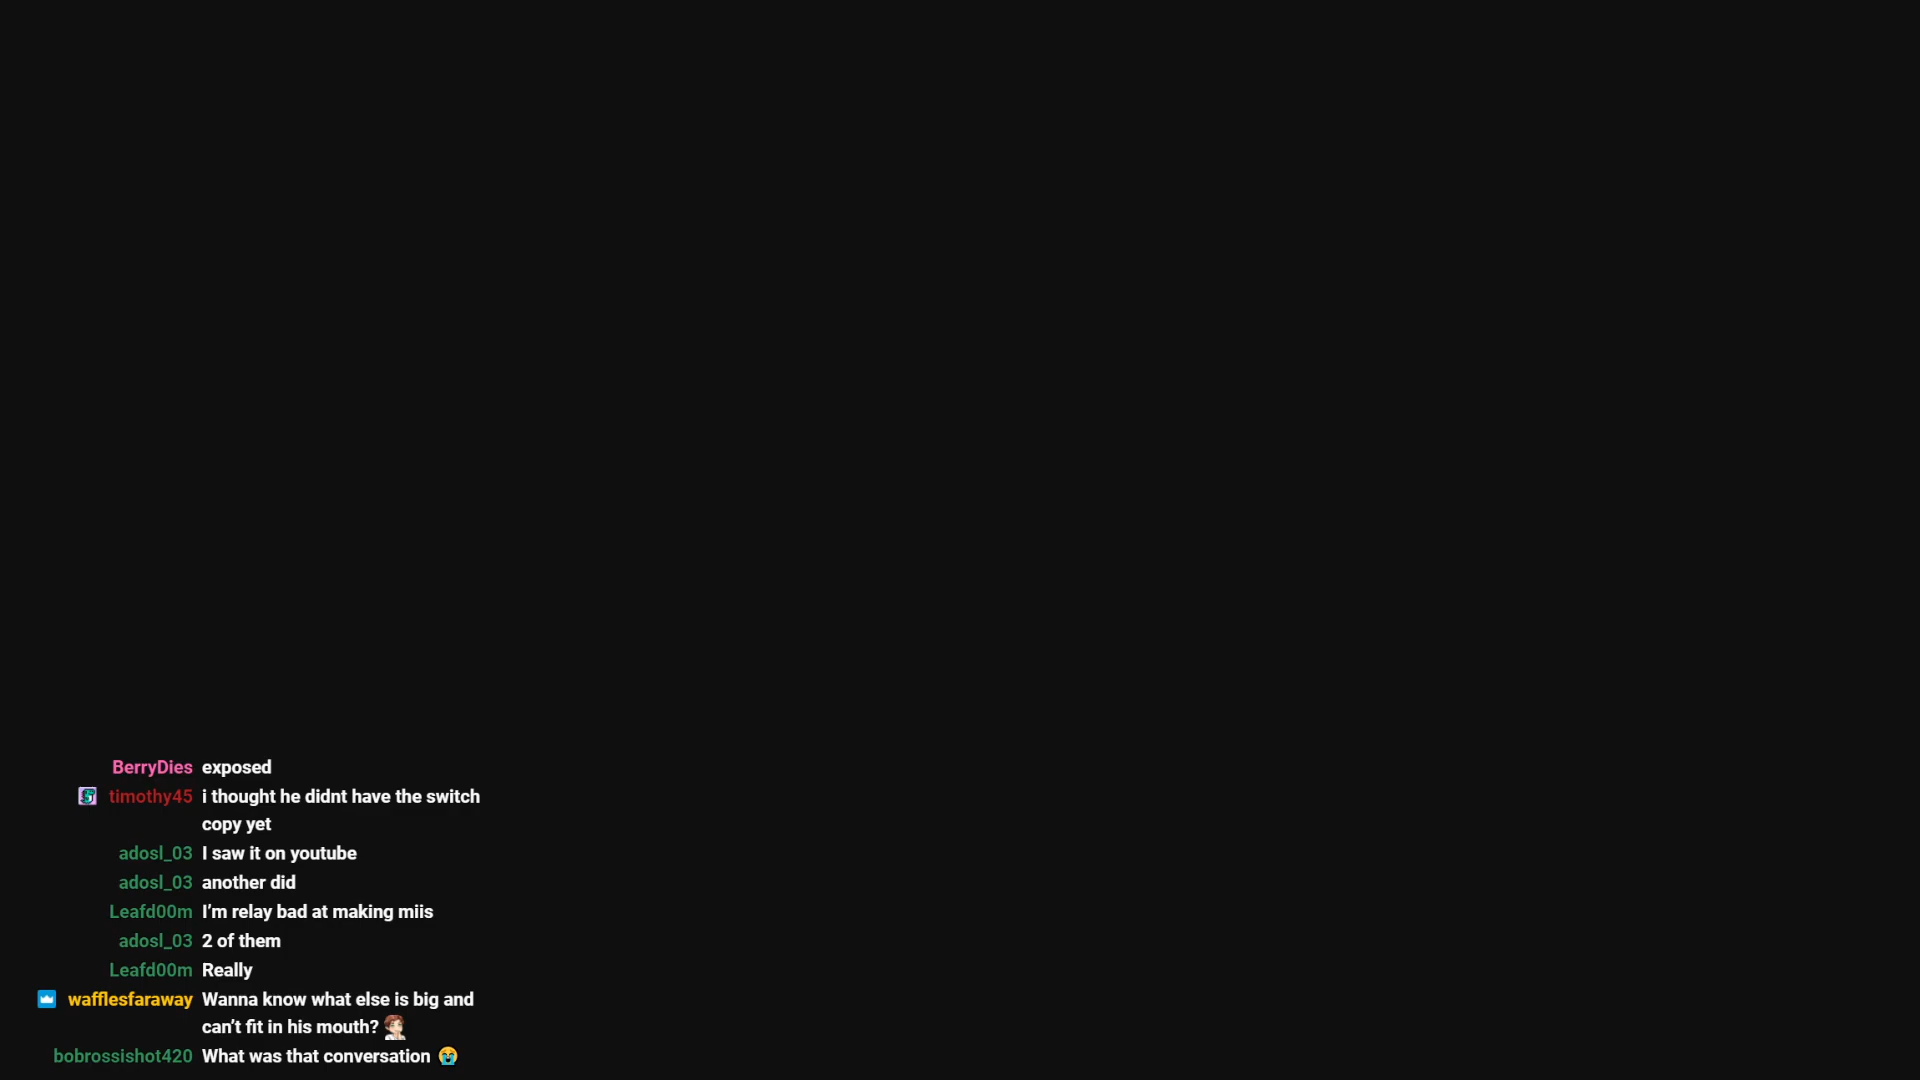 BerryDies exposed
timothy45 i thought he didnt have the switch
copy yet
adosl_03 I saw it on youtube
adosl_03 another did
Leafd00m I’m relay bad at making miis
adosl_03 2 of them
Leafd00m Really
wafflesfaraway Wanna know what else is big and
can’t fit in his mouth?
bobrossishot420 What was that conversation 😭